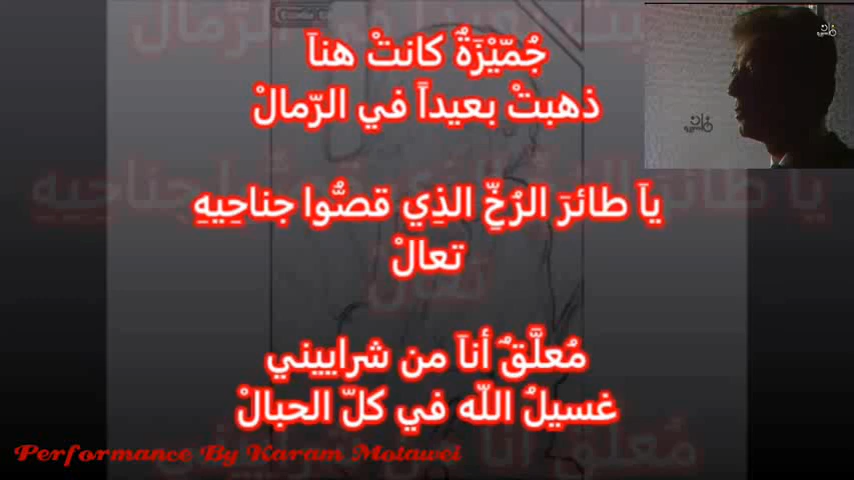 جُمّيْزَةٌ كانتْ هناَ
ذهبتْ بعيداً في الرّمالْ
ياَ طائرَ الرُخِّ الذِي قصُّوا جناحِيهِ
تعالْ
مُعلَّقٌ أناَ من شراييني
غسيلُ اللّه في كلّ الحبالْ
Performance By Karam Motawei